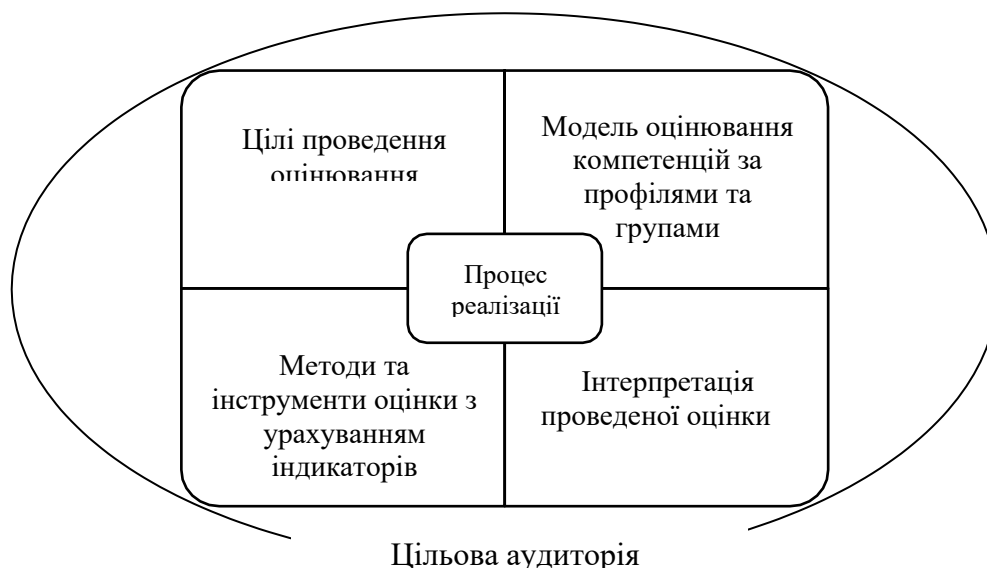 Цілі проведення
оцінювання
Модель оцінювання
компетенцій за
профілями та
групами
Процес
реалізації
Методи та
інструменти оцінки з
урахуванням
індикаторів
Інтерпретація
проведеної оцінки
Цільова аудиторія